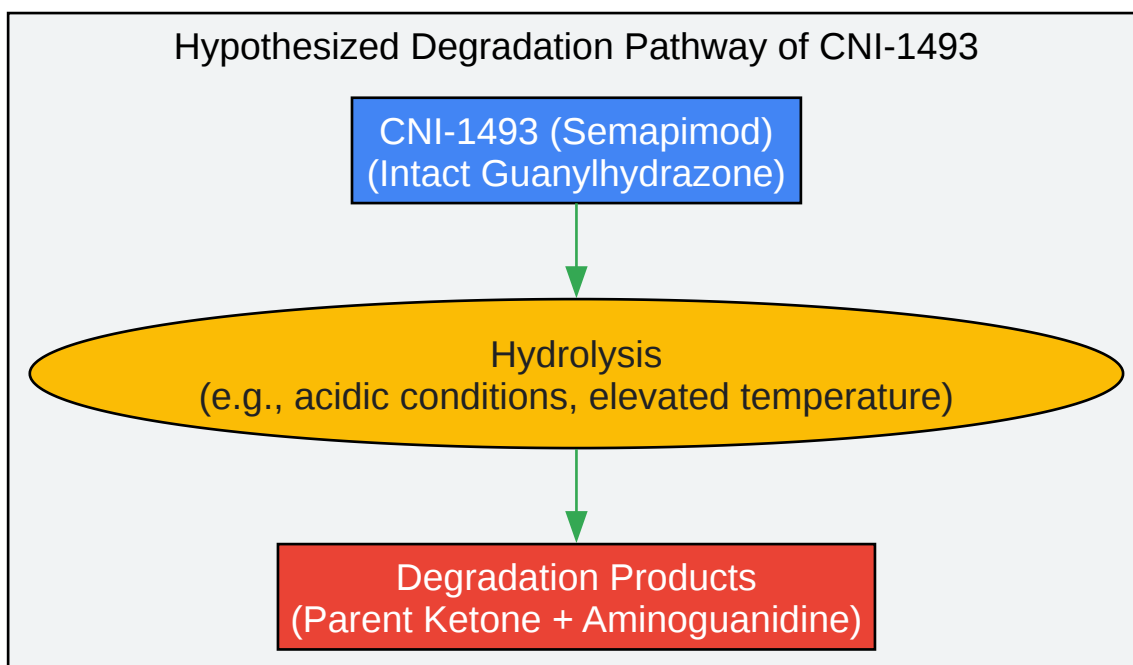 Hypothesized Degradation Pathway of CNI-1493
CNI-1493 (Semapimod)
(Intact Guanylhydrazone)
Hydrolysis
(e.g., acidic conditions, elevated temperature)
Degradation Products
(Parent Ketone + Aminoguanidine)